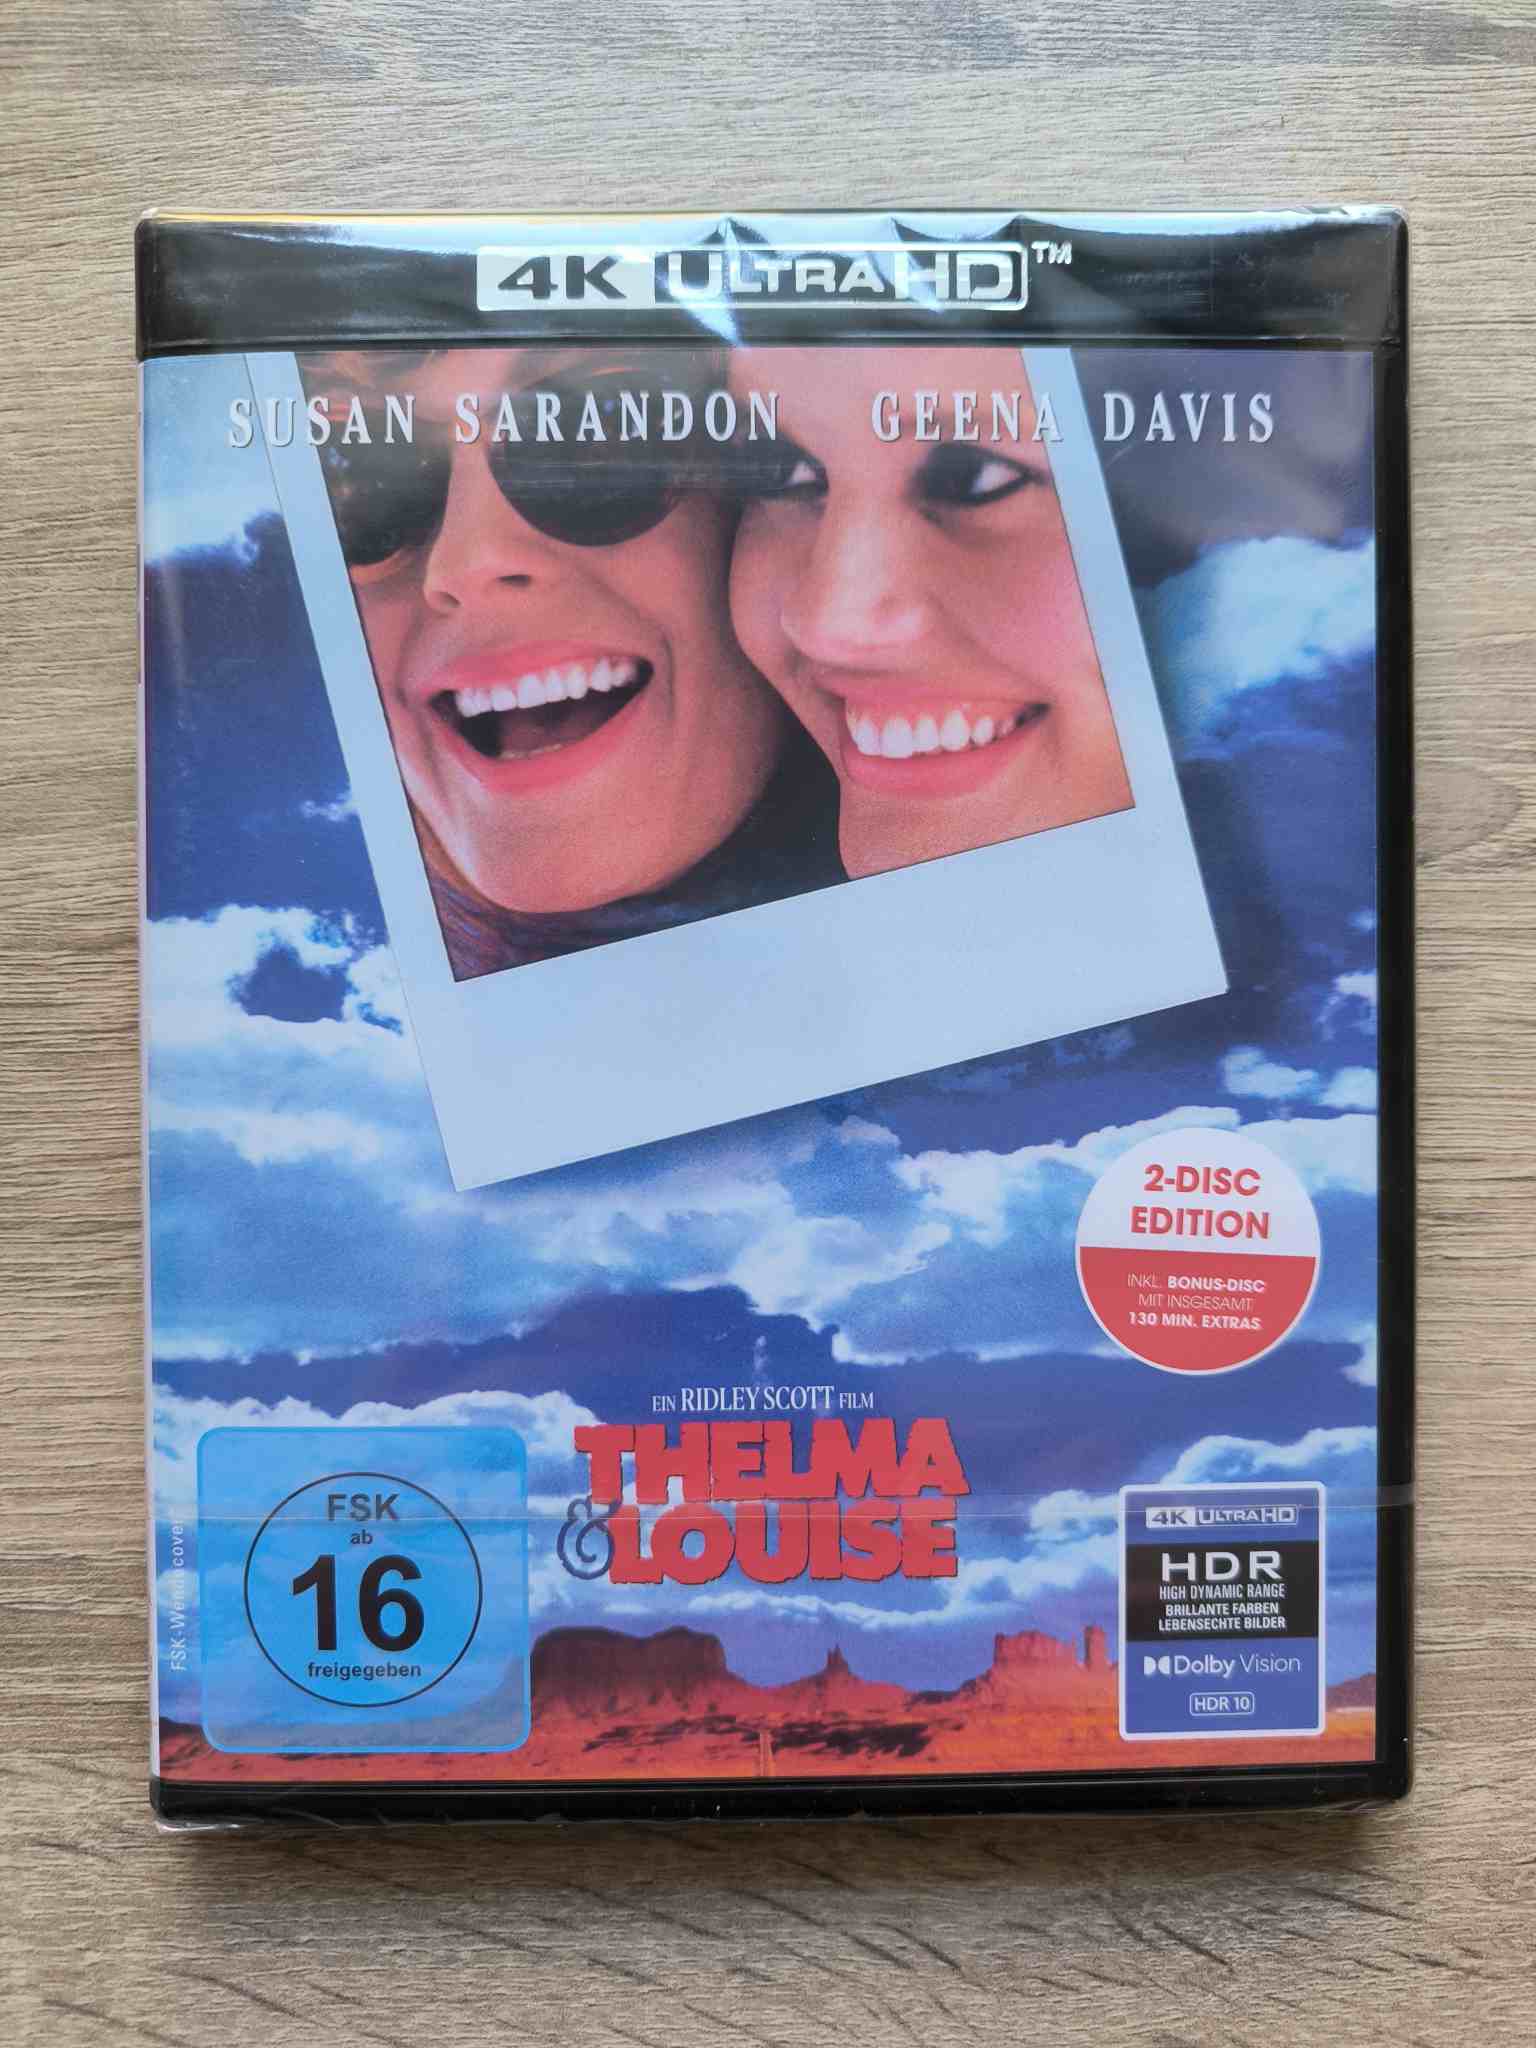 4K ULTRA HD™
SUSAN SARANDON GEENA DAVIS
2-DISC
EDITION
INKL. BONUS-DISC
MIT INSGESAMT
130 MIN. EXTRAS
EIN RIDLEY SCOTT FILM
THELMA
& LOUISE
FSK
ab
16
freigegeben
FSK-Wendecover
4K ULTRA HD
HDR
HIGH DYNAMIC RANGE
BRILLANTE FARBEN
LEBENSECHTE BILDER
Dolby Vision
HDR 10